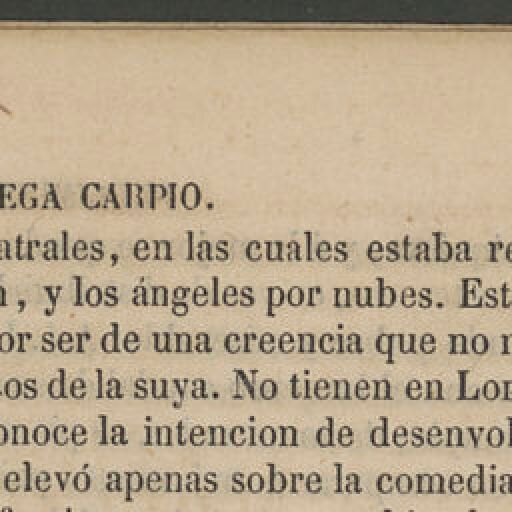 EGA CARPIO.
atrales, en las cuales estaba re
, y los ángeles por nubes. Est
or ser de una creencia que no
os de la suya. No tienen en Lor
onoce la intencion de desenvol
elevó apenas sobre la comedia